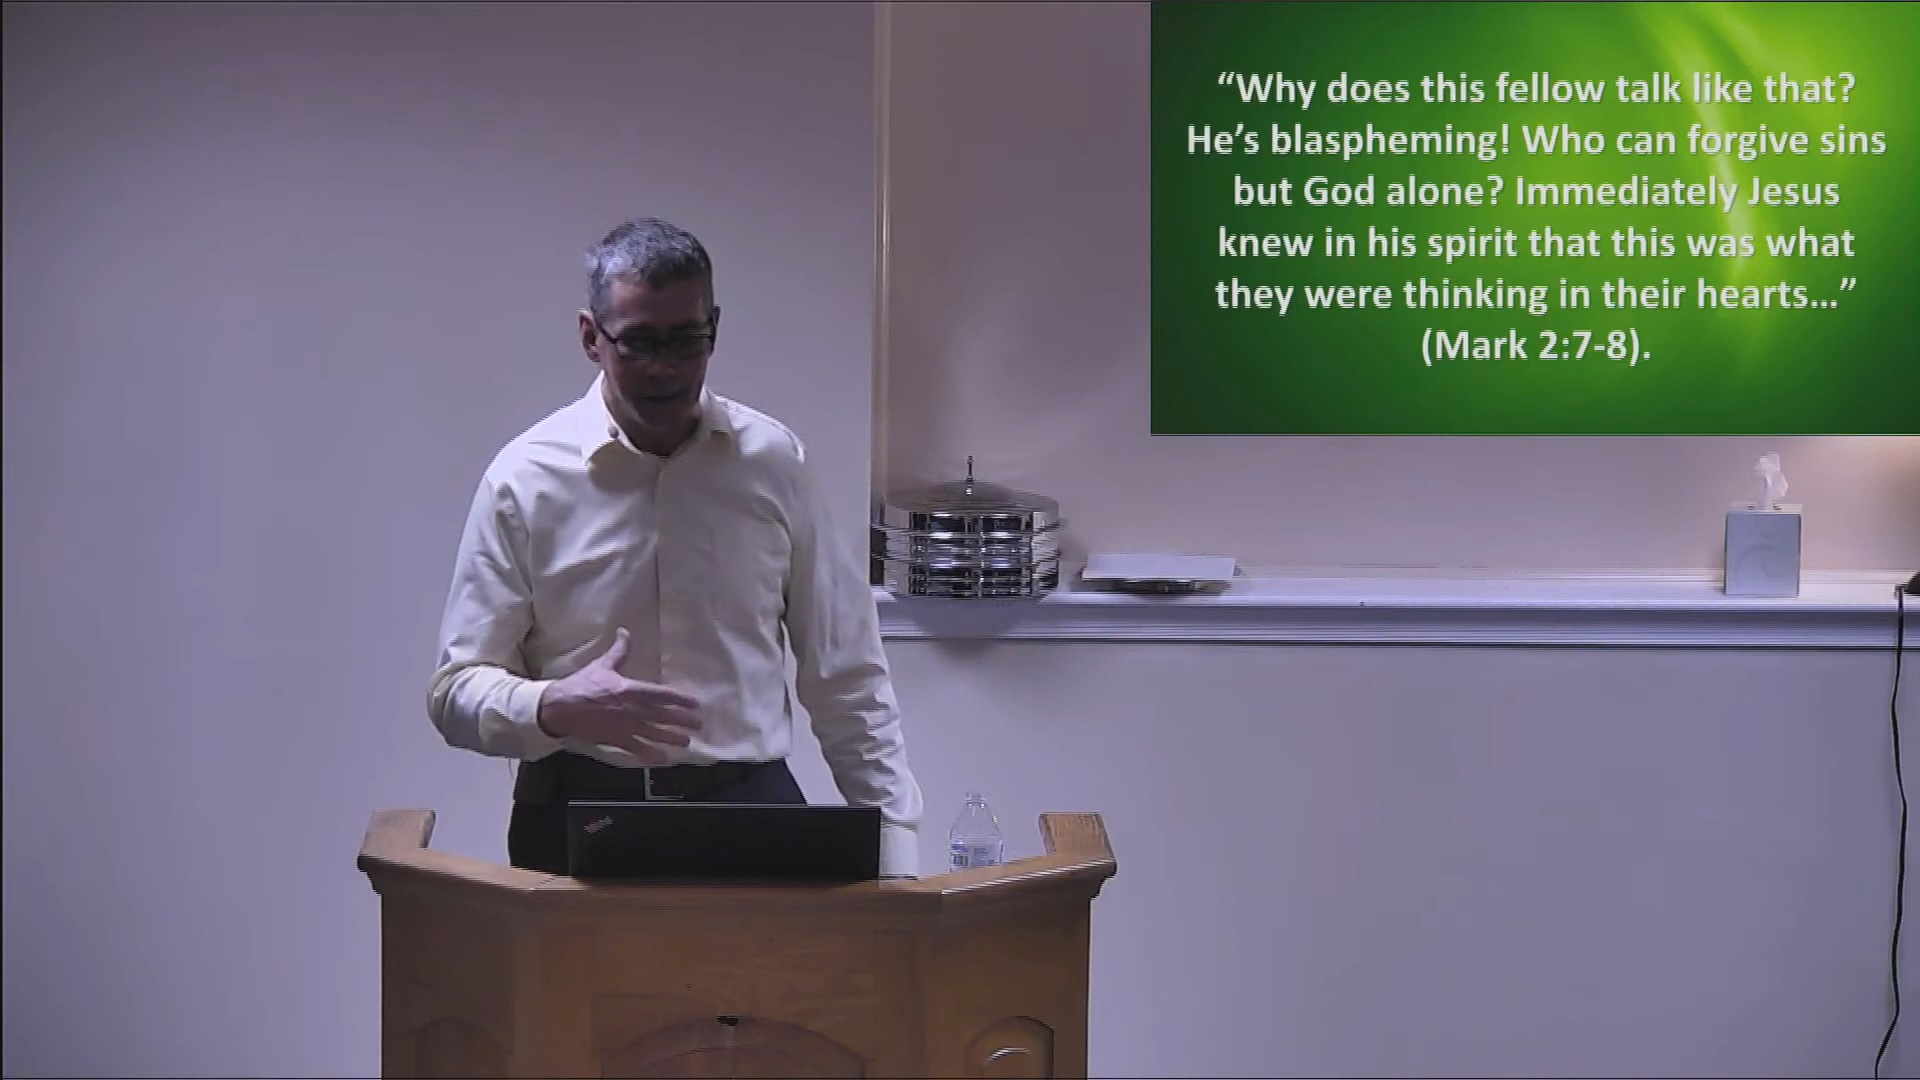 “Why does this fellow talk like that?
He’s blaspheming! Who can forgive sins
but God alone? Immediately Jesus
knew in his spirit that this was what
they were thinking in their hearts…”
(Mark 2:7-8).